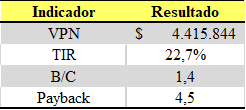 Indicador Resultado
VPN $ 4.415.844
TIR 22,7%
B/C 1,4
Payback 4,5